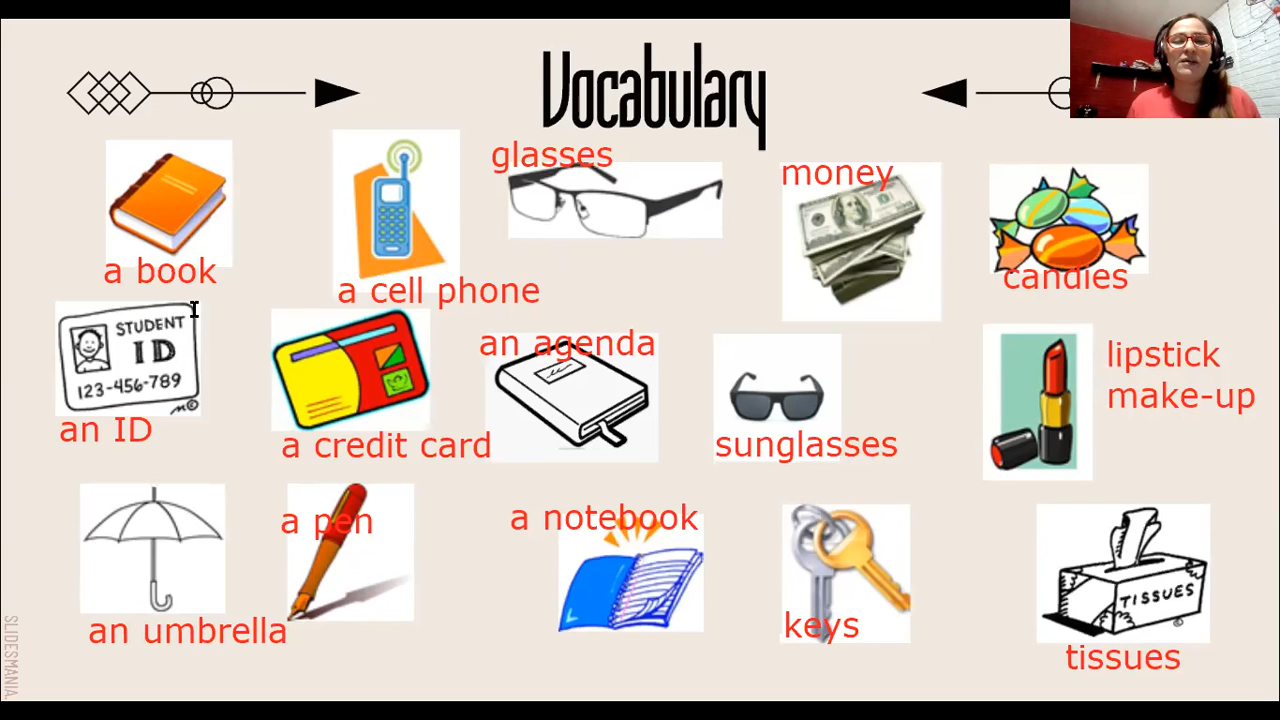 Vocabulary
a book
a cell phone
glasses
money
candies
STUDENT
ID
123-456-789
an ID
a credit card
an agenda
sunglasses
lipstick
make-up
an umbrella
a pen
a notebook
keys
TISSUES
tissues
SLIDESMANIA.